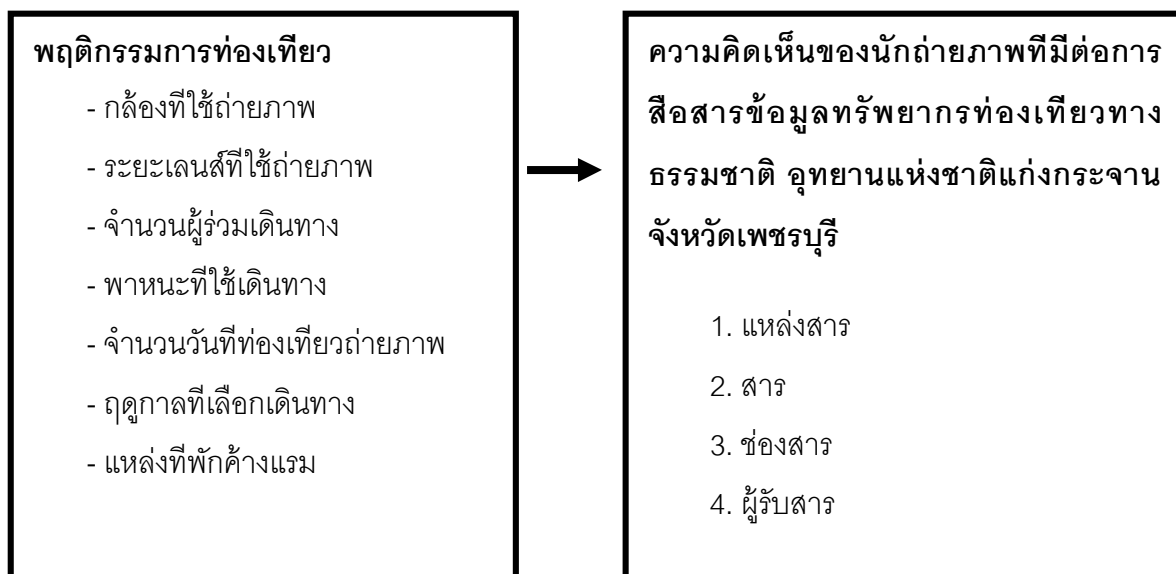 พฤติกรรมการท่องเที่ยว
- กล้องที่ใช้ถ่ายภาพ
- ระยะเลนส์ที่ใช้ถ่ายภาพ
- จำนวนผู้ร่วมเดินทาง
- พาหนะที่ใช้เดินทาง
- จำนวนวันที่ท่องเที่ยวถ่ายภาพ
- ฤดูกาลที่เลือกเดินทาง
- แหล่งที่พักค้างแรม
ความคิดเห็นของนักถ่ายภาพที่มีต่อการ
สื่อสารข้อมูลทรัพยากรท่องเที่ยวทาง
ธรรมชาติ อุทยานแห่งชาติแก่งกระจาน
จังหวัดเพชรบุรี
1. แหล่งสาร
2. สาร
3. ช่องสาร
4. ผู้รับสาร